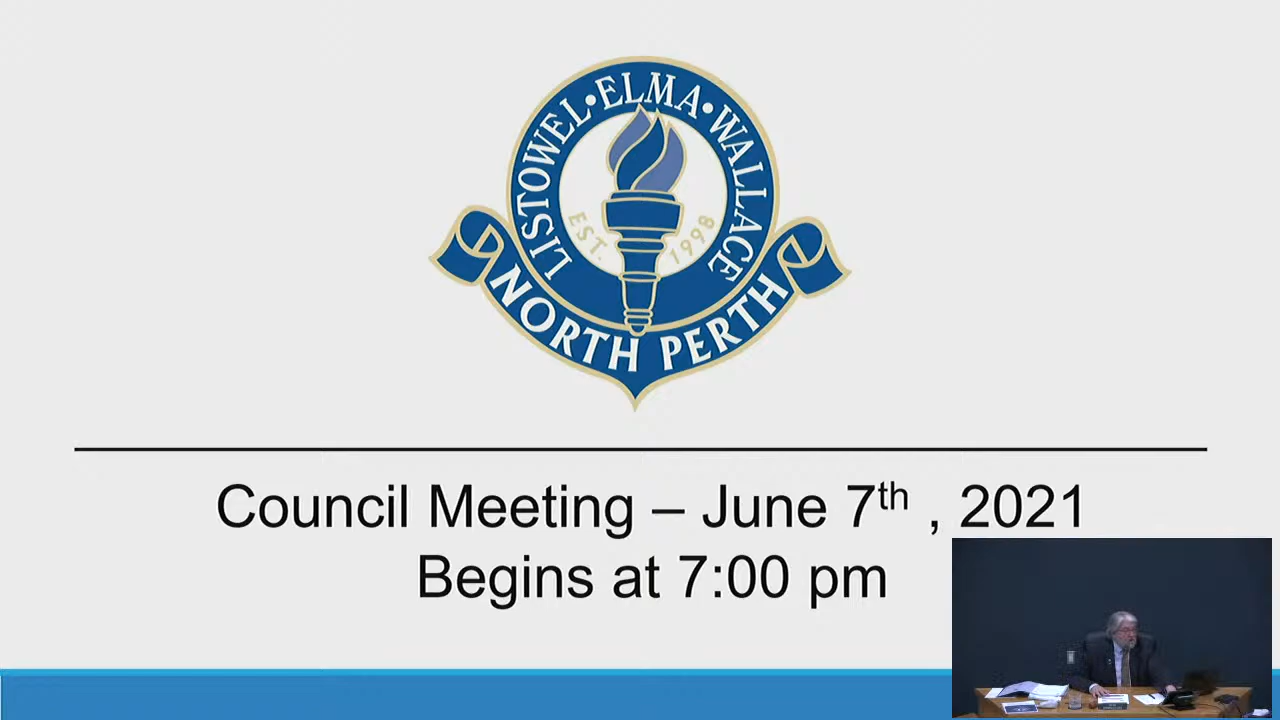 LISTOWEL • ELMA • WALLACE
EST. 1998
NORTH PERTH
Council Meeting – June 7th , 2021
Begins at 7:00 pm